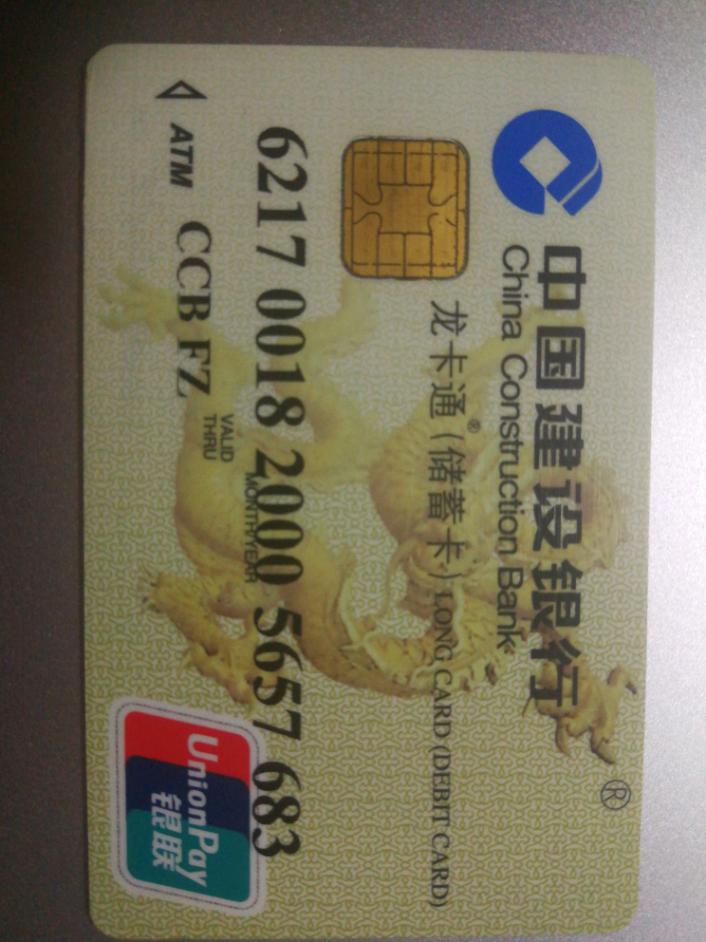 中国建设银行
China Construction Bank
®
龙卡通®(储蓄卡)LONG CARD (DEBIT CARD)
6217 0018 2000 5657 683
MONTH/YEAR
VALID
THRU
ATM CCB FZ
UnionPay
银联